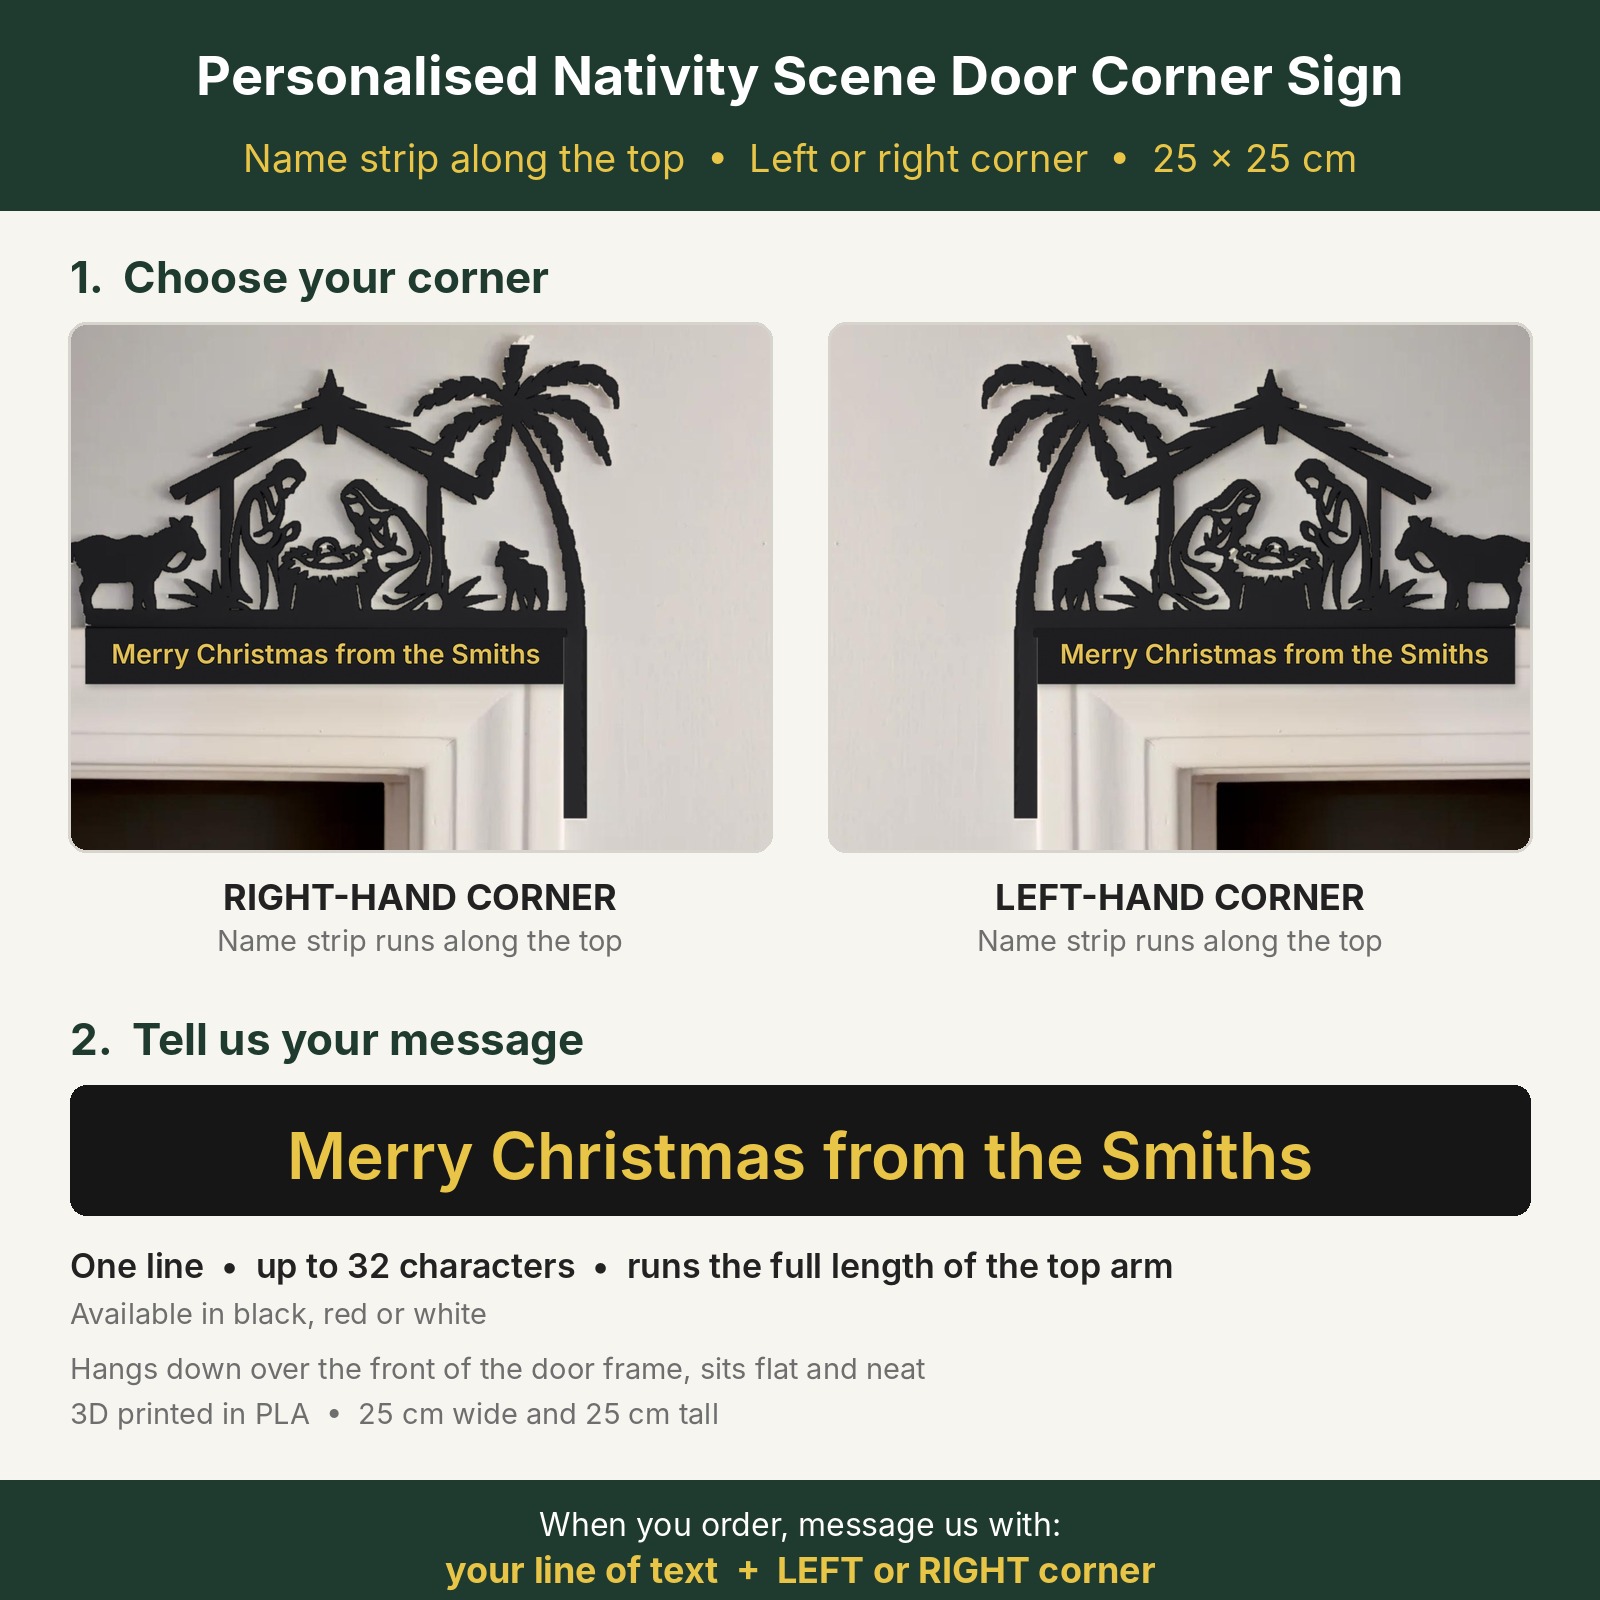 Personalised Nativity Scene Door Corner Sign
Name strip along the top • Left or right corner • 25 × 25 cm
1. Choose your corner
Merry Christmas from the Smiths
Merry Christmas from the Smiths
RIGHT-HAND CORNER
Name strip runs along the top
LEFT-HAND CORNER
Name strip runs along the top
2. Tell us your message
Merry Christmas from the Smiths
One line • up to 32 characters • runs the full length of the top arm
Available in black, red or white
Hangs down over the front of the door frame, sits flat and neat
3D printed in PLA • 25 cm wide and 25 cm tall
When you order, message us with:
your line of text + LEFT or RIGHT corner